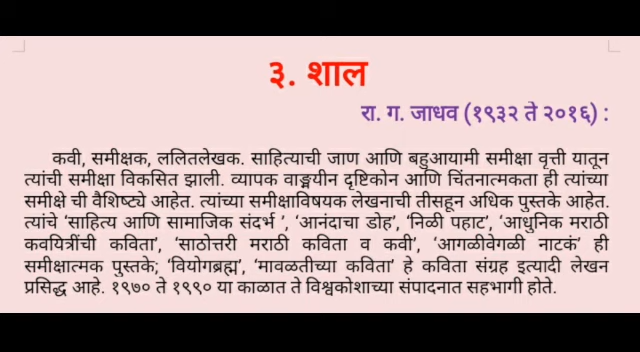 ३. शाल
रा. ग. जाधव (१९३२ ते २०१६) :
कवी, समीक्षक, ललितलेखक. साहित्याची जाण आणि बहुआयामी समीक्षा वृत्ती यातून
त्यांची समीक्षा विकसित झाली. व्यापक वाङ्मयीन दृष्टिकोन आणि चिंतनात्मकता ही त्यांच्या
समीक्षे ची वैशिष्ट्ये आहेत. त्यांच्या समीक्षाविषयक लेखनाची तीसहून अधिक पुस्तके आहेत.
त्यांचे ‘साहित्य आणि सामाजिक संदर्भ ’, ‘आनंदाचा डोह’, ‘निळी पहाट’, ‘आधुनिक मराठी
कवयित्रींची कविता’, ‘साठोत्तरी मराठी कविता व कवी’, ‘आगळीवेगळी नाटकं’ ही
समीक्षात्मक पुस्तके; ‘वियोगब्रह्म’, ‘मावळतीच्या कविता’ हे कविता संग्रह इत्यादी लेखन
प्रसिद्ध आहे. १९७० ते १९९० या काळात ते विश्वकोशाच्या संपादनात सहभागी होते.